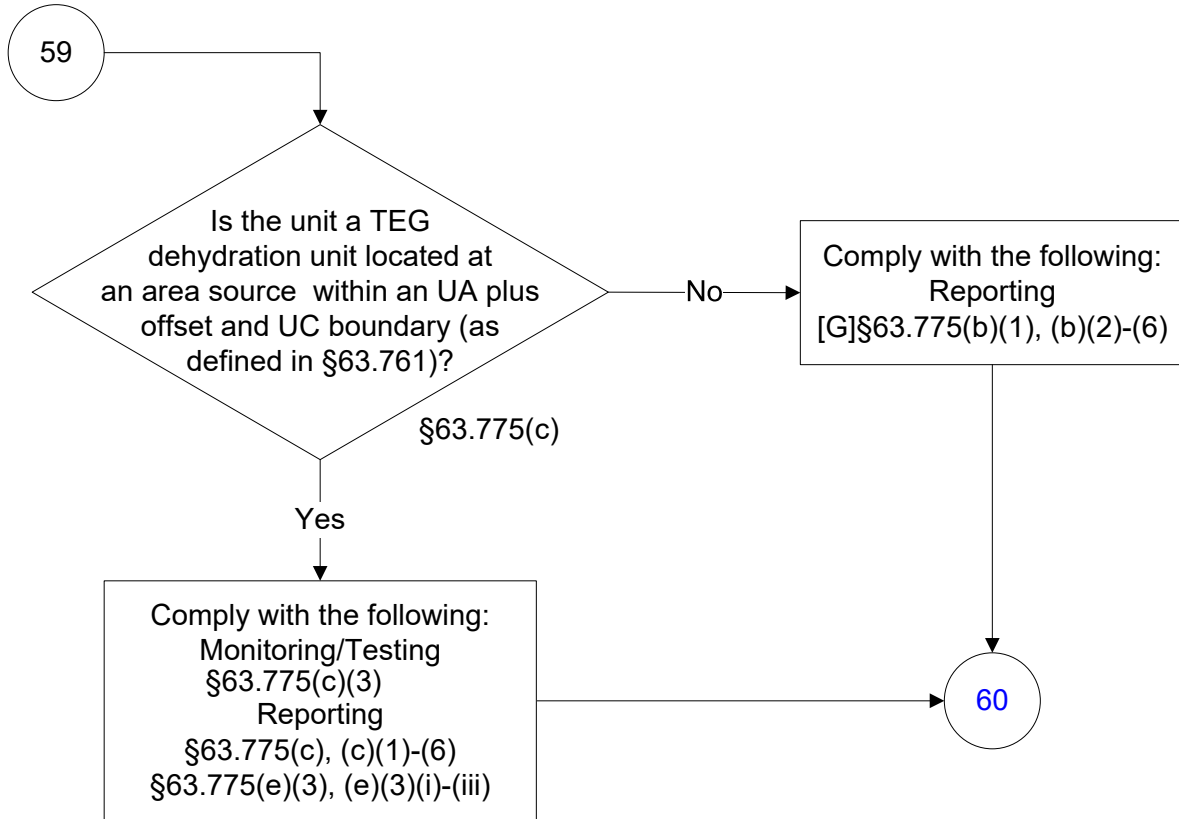 59
Is the unit a TEG
dehydration unit located at
an area source  within an UA plus
offset and UC boundary (as
defined in §63.761)?
§63.775(c)
No
Comply with the following:
Reporting
[G]§63.775(b)(1), (b)(2)-(6)
Yes
Comply with the following:
Monitoring/Testing
§63.775(c)(3)
Reporting
§63.775(c), (c)(1)-(6)
§63.775(e)(3), (e)(3)(i)-(iii)
60